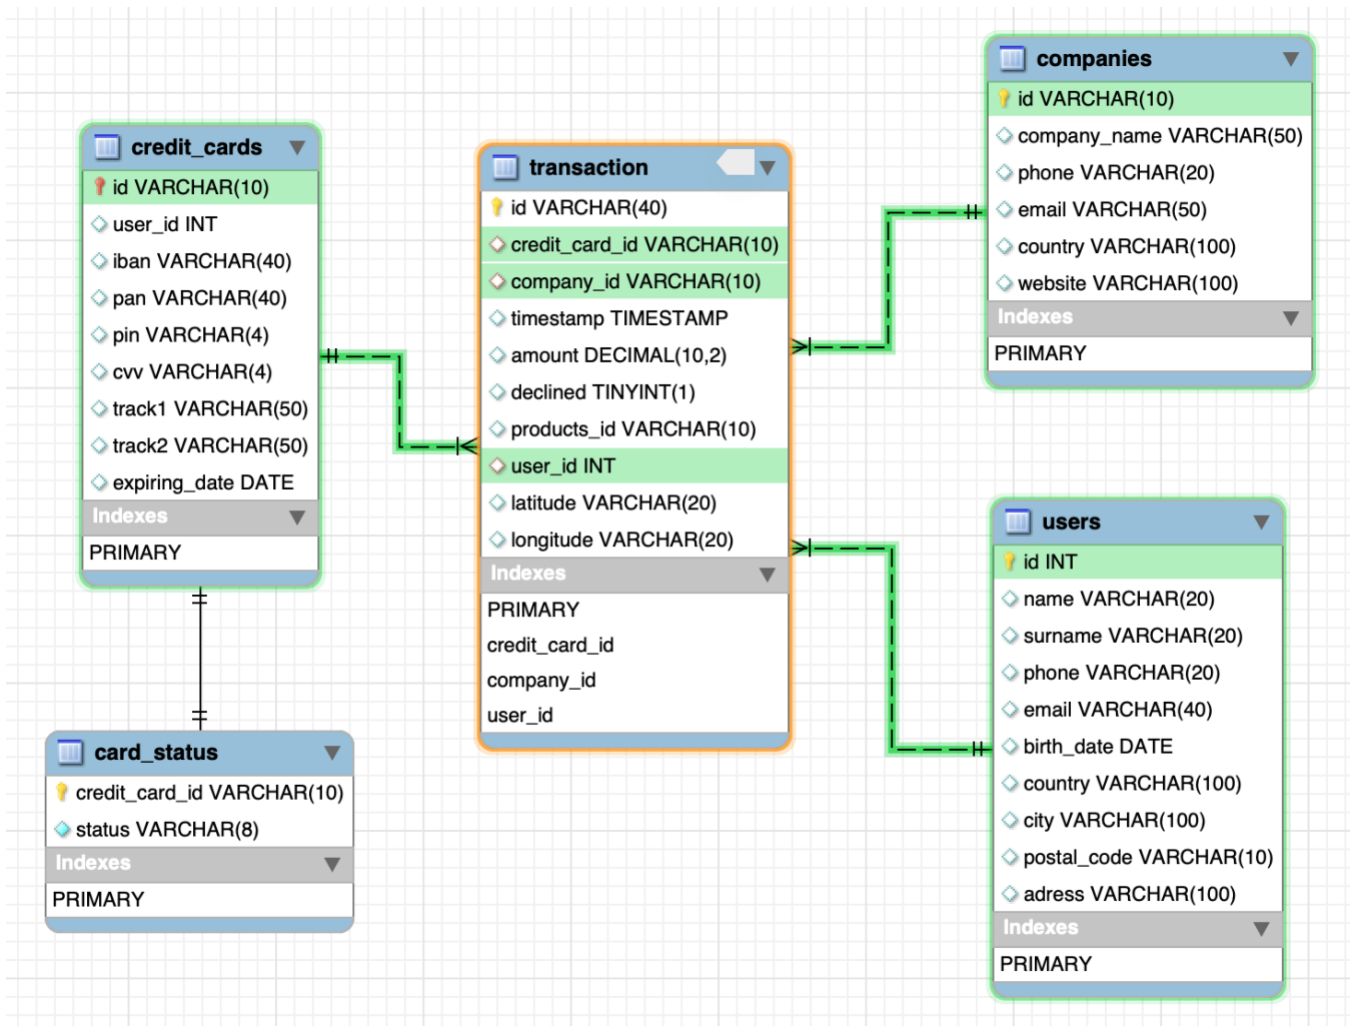 credit_cards
id VARCHAR(10)
user_id INT
iban VARCHAR(40)
pan VARCHAR(40)
pin VARCHAR(4)
cvv VARCHAR(4)
track1 VARCHAR(50)
track2 VARCHAR(50)
expiring_date DATE
Indexes
PRIMARY
card_status
credit_card_id VARCHAR(10)
status VARCHAR(8)
Indexes
PRIMARY
transaction
id VARCHAR(40)
credit_card_id VARCHAR(10)
company_id VARCHAR(10)
timestamp TIMESTAMP
amount DECIMAL(10,2)
declined TINYINT(1)
products_id VARCHAR(10)
user_id INT
latitude VARCHAR(20)
longitude VARCHAR(20)
Indexes
PRIMARY
credit_card_id
company_id
user_id
companies
id VARCHAR(10)
company_name VARCHAR(50)
phone VARCHAR(20)
email VARCHAR(50)
country VARCHAR(100)
website VARCHAR(100)
Indexes
PRIMARY
users
id INT
name VARCHAR(20)
surname VARCHAR(20)
phone VARCHAR(20)
email VARCHAR(40)
birth_date DATE
country VARCHAR(100)
city VARCHAR(100)
postal_code VARCHAR(10)
adress VARCHAR(100)
Indexes
PRIMARY